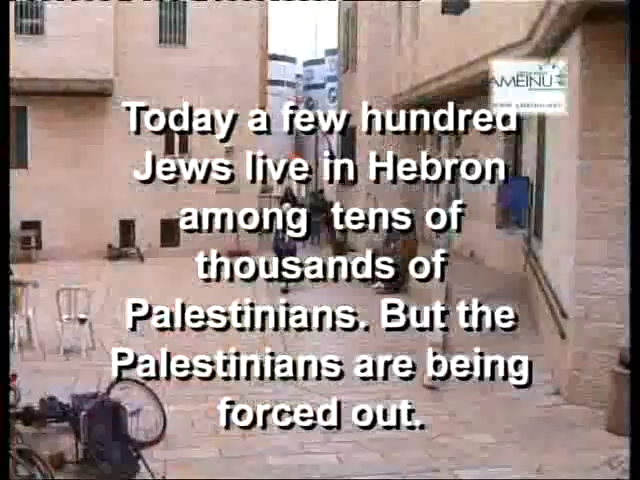 AMEINU
Today a few hundred
Jews live in Hebron
among tens of
thousands of
Palestinians. But the
Palestinians are being
forced out.